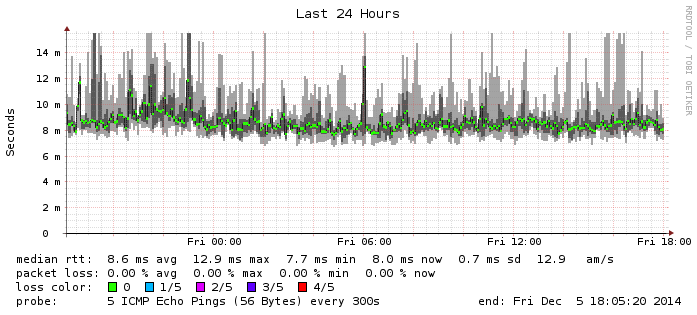 Last 24 Hours
RRDTOOL / TOBI OETIKER
Seconds
14 m
12 m
10 m
8 m
6 m
4 m
2 m
0
Fri 00:00 Fri 06:00 Fri 12:00 Fri 18:00
median rtt: 8.6 ms avg 12.9 ms max 7.7 ms min 8.0 ms now 0.7 ms sd 12.9 am/s
packet loss: 0.00 % avg 0.00 % max 0.00 % min 0.00 % now
loss color: 0 1/5 2/5 3/5 4/5
probe: 5 ICMP Echo Pings (56 Bytes) every 300s end: Fri Dec 5 18:05:20 2014